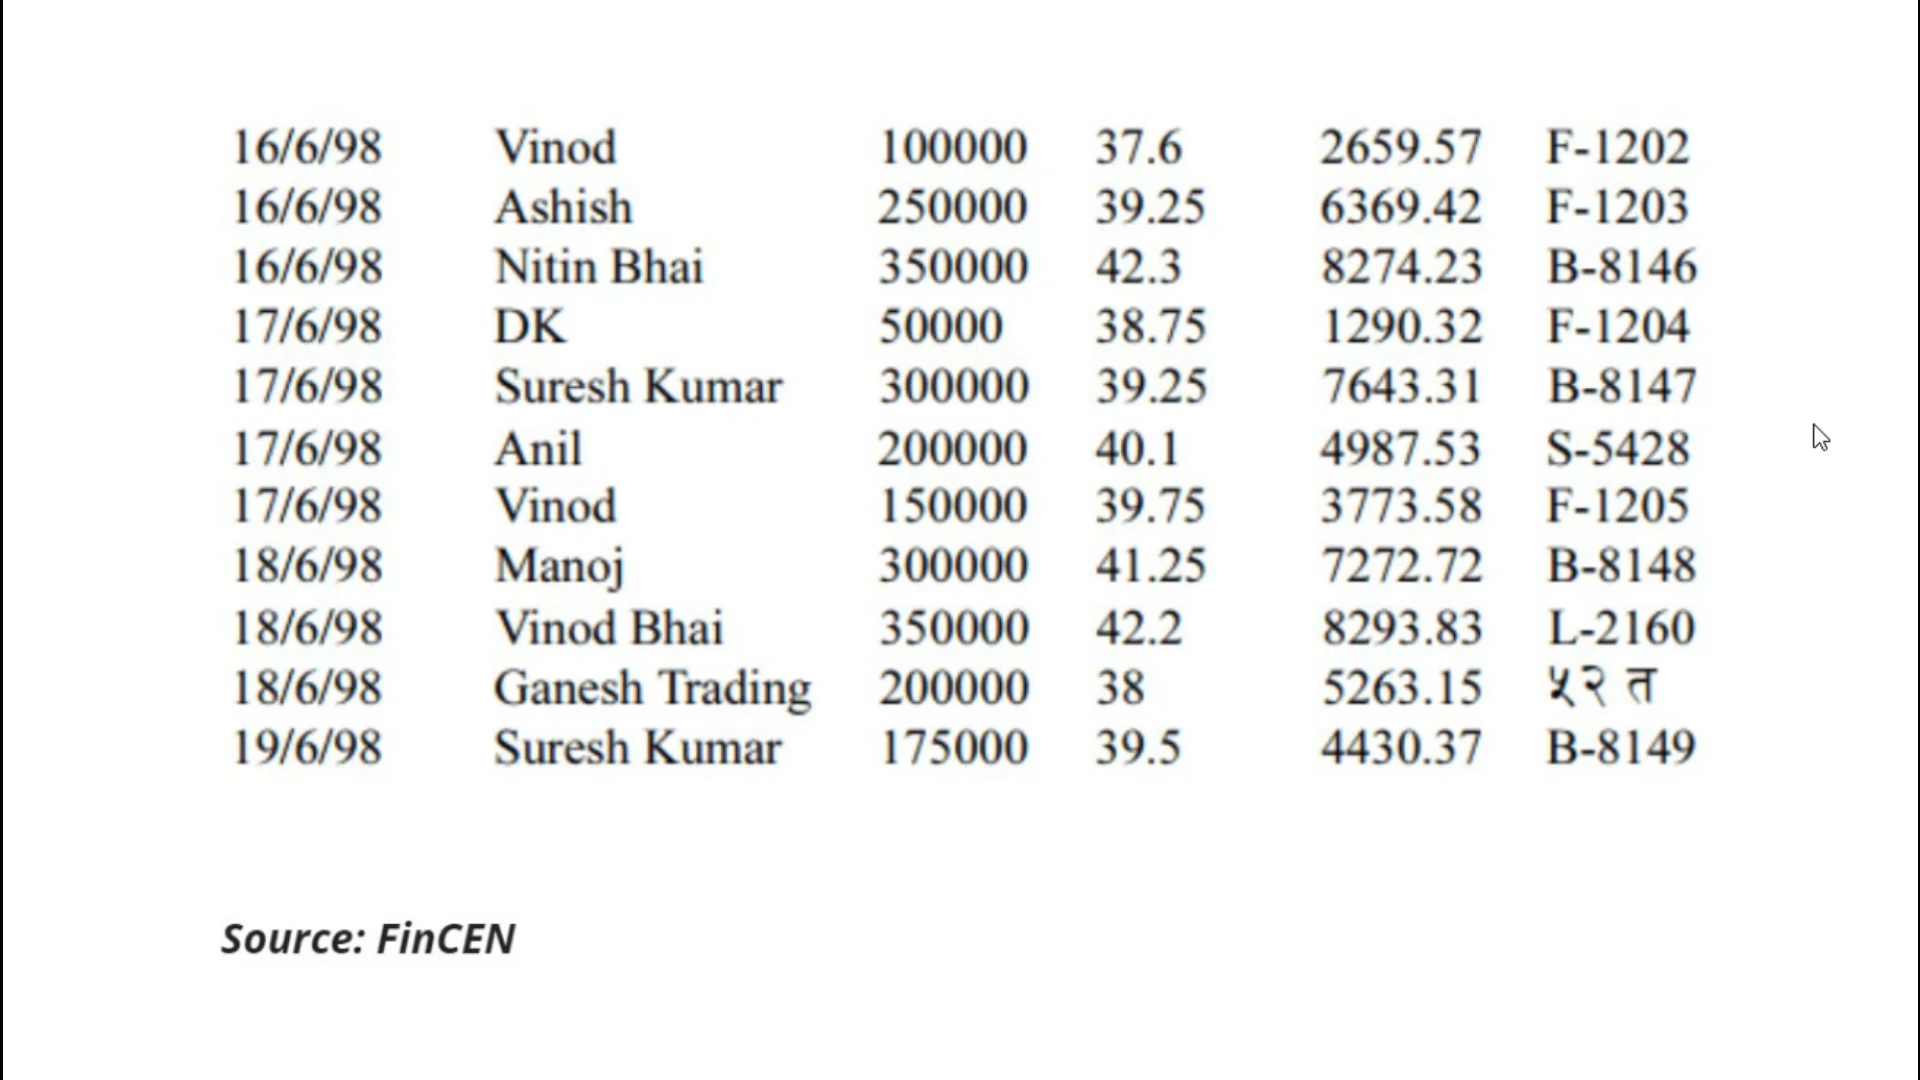 16/6/98 Vinod 100000 37.6 2659.57 F-1202
16/6/98 Ashish 250000 39.25 6369.42 F-1203
16/6/98 Nitin Bhai 350000 42.3 8274.23 B-8146
17/6/98 DK 50000 38.75 1290.32 F-1204
17/6/98 Suresh Kumar 300000 39.25 7643.31 B-8147
17/6/98 Anil 200000 40.1 4987.53 S-5428
17/6/98 Vinod 150000 39.75 3773.58 F-1205
18/6/98 Manoj 300000 41.25 7272.72 B-8148
18/6/98 Vinod Bhai 350000 42.2 8293.83 L-2160
18/6/98 Ganesh Trading 200000 38 5263.15 ५२ त
19/6/98 Suresh Kumar 175000 39.5 4430.37 B-8149
Source: FinCEN